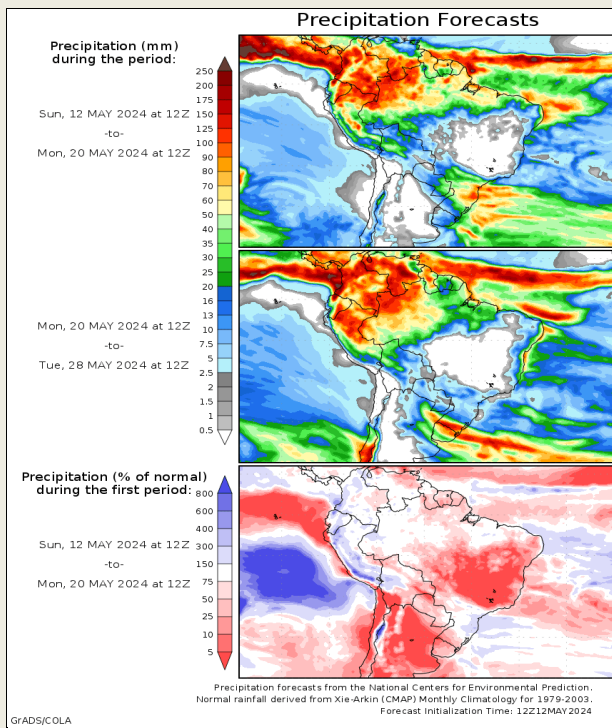 Precipitation Forecasts
Precipitation (mm)
during the period:
250
200
175
150
125
100
90
80
70
60
50
40
35
30
25
20
16
13
10
7.5
5
2.5
2
1.5
1
0.5
Sun, 12 MAY 2024 at 12Z
-to-
Mon, 20 MAY 2024 at 12Z
Mon, 20 MAY 2024 at 12Z
-to-
Tue, 28 MAY 2024 at 12Z
Precipitation (% of normal)
during the first period:
800
600
400
300
150
75
50
25
10
5
Sun, 12 MAY 2024 at 12Z
-to-
Mon, 20 MAY 2024 at 12Z
Precipitation forecasts from the National Centers for Environmental Prediction.
Normal rainfall derived from Xie-Arkin (CMAP) Monthly Climatology for 1979-2003.
Forecast Initialization Time: 12Z12MAY2024
GrADS/COLA